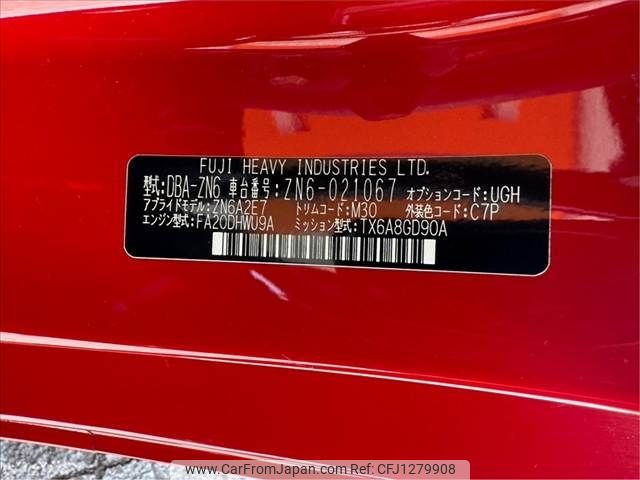 FUJI HEAVY INDUSTRIES LTD.
型式:DBA-ZN6 車台番号:ZN6-021067 オプションコード:UGH
アプライドモデル:ZN6A2E7 トリムコード:M30 外装色コード:C7P
エンジン型式:FA20DHWU9A ミッション型式:TX6A8GD90A
www.CarFromJapan.com CFJ1279908